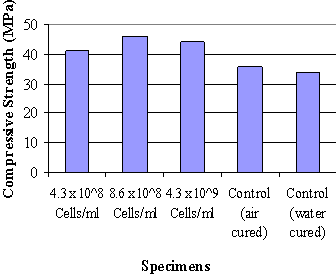 Compressive Strength (MPa)
50
40
30
20
10
0
4.3 x 10^8 8.6 x 10^8 4.3 x 10^9 Control Control
Cells/ml Cells/ml Cells/ml (air (water
cured) cured)
Specimens